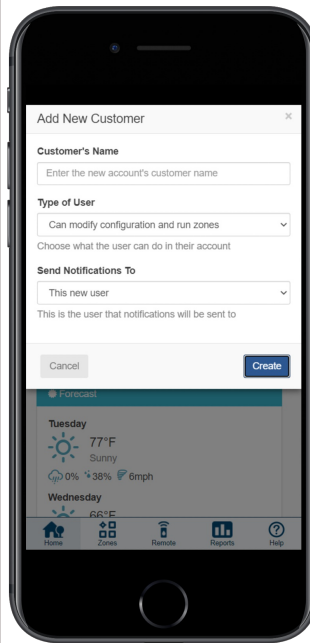 Add New Customer
×
Customer's Name
Enter the new account's customer name
Type of User
Can modify configuration and run zones
Choose what the user can do in their account
Send Notifications To
This new user
This is the user that notifications will be sent to
Cancel
Create
Forecast
Tuesday
77°F
Sunny
0% 38% 6mph
Wednesday
66°F
Home Zones Remote Reports Help